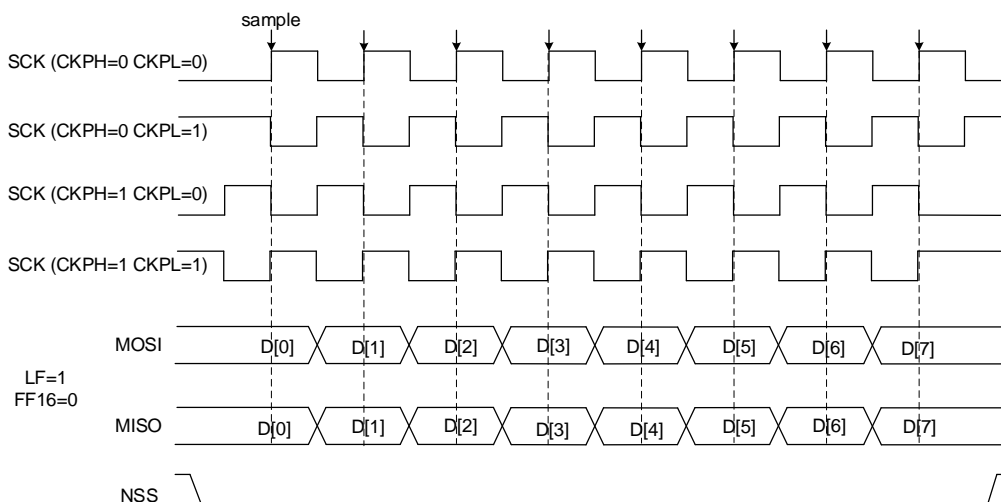 sample
SCK (CKPH=0 CKPL=0)
SCK (CKPH=0 CKPL=1)
SCK (CKPH=1 CKPL=0)
SCK (CKPH=1 CKPL=1)
MOSI D[0] D[1] D[2] D[3] D[4] D[5] D[6] D[7]
LF=1
FF16=0
MISO D[0] D[1] D[2] D[3] D[4] D[5] D[6] D[7]
NSS